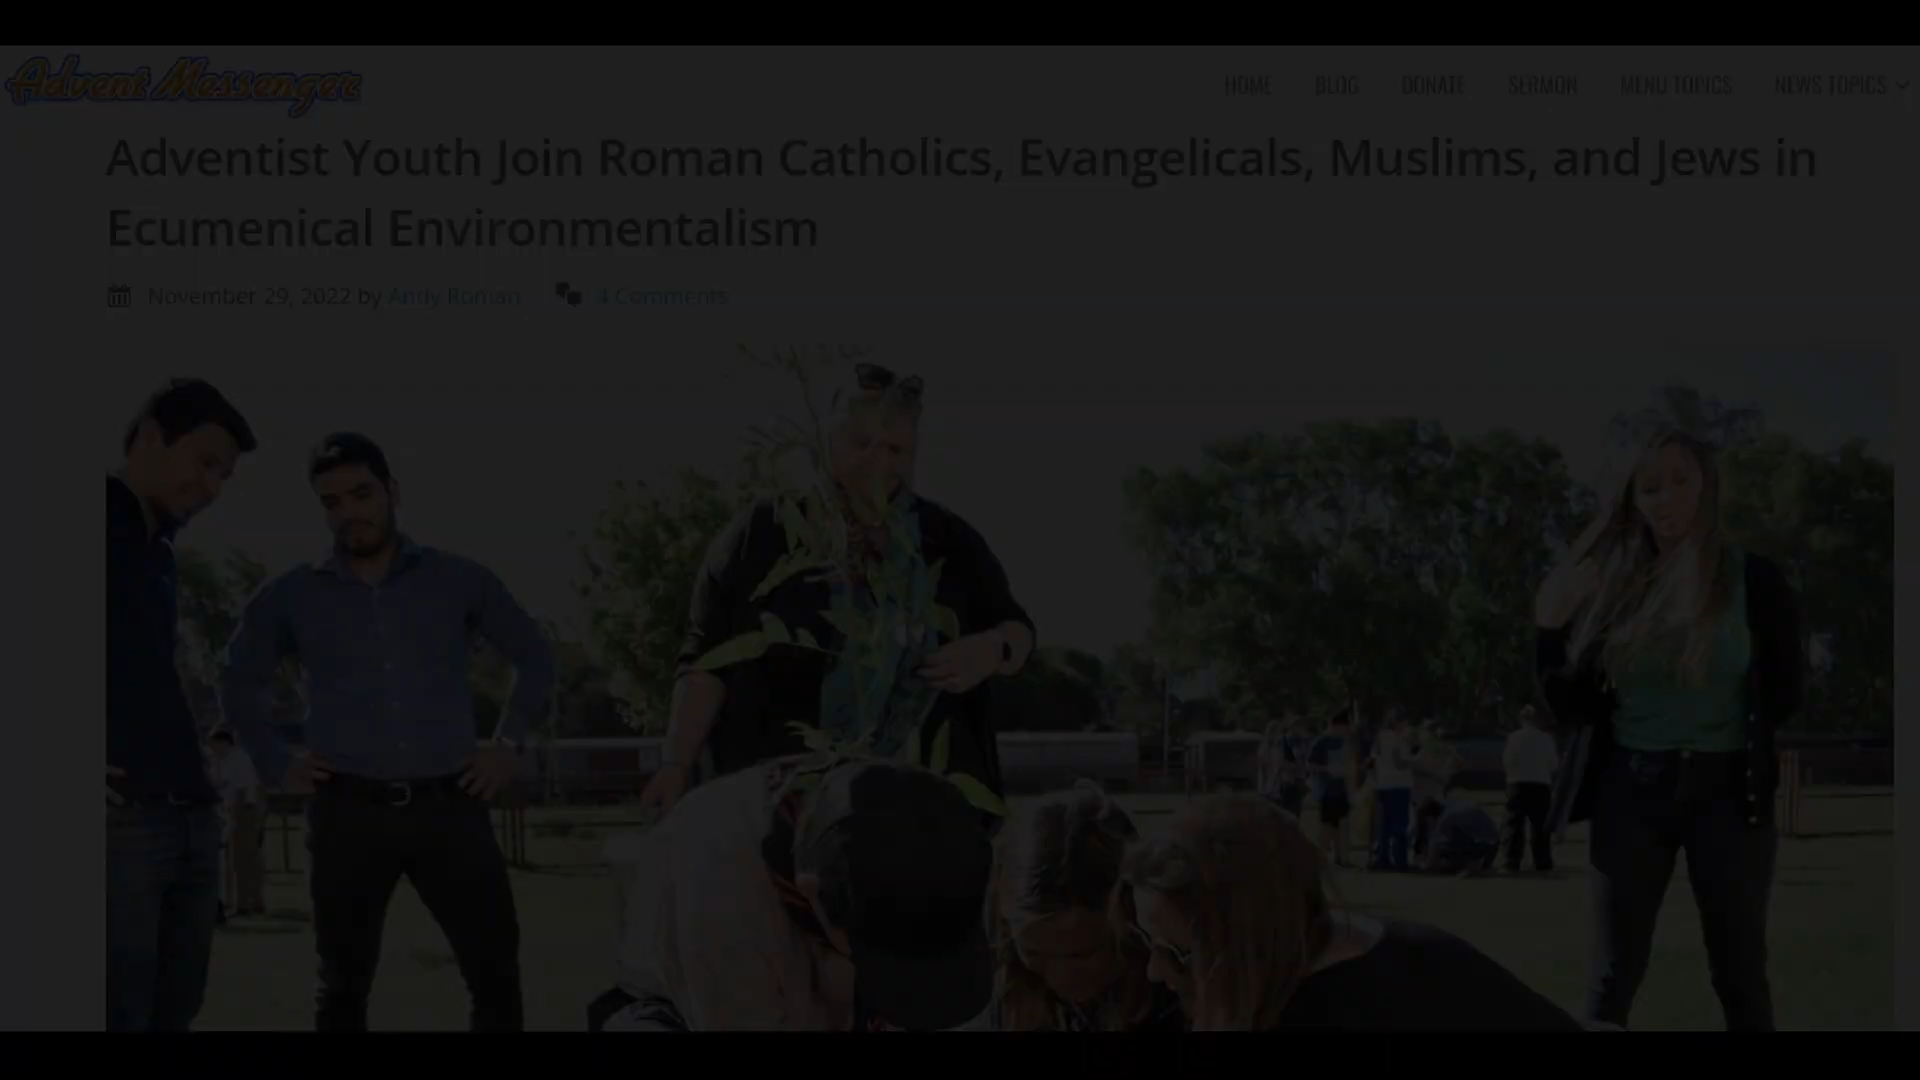 Advent Messenger
HOME BLOG DONATE SERMON MENU TOPICS NEWS TOPICS
Adventist Youth Join Roman Catholics, Evangelicals, Muslims, and Jews in
Ecumenical Environmentalism
November 29, 2022 by Andy Roman 4 Comments